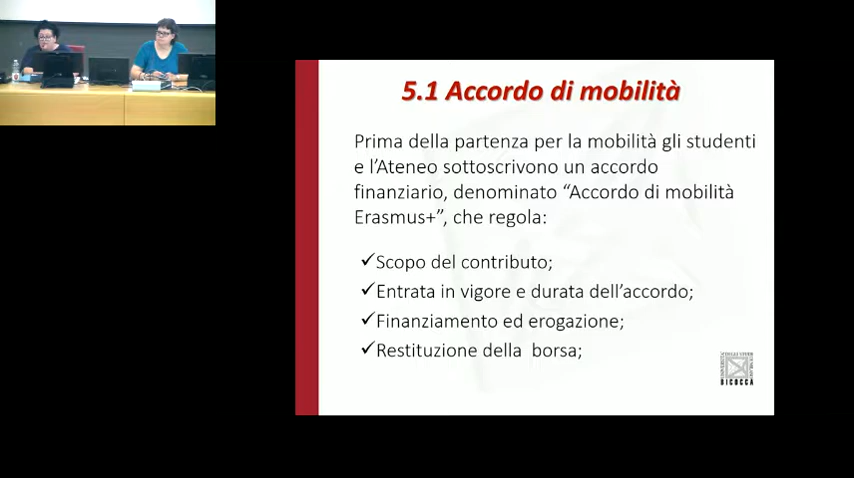 5.1 Accordo di mobilità
Prima della partenza per la mobilità gli studenti
e l’Ateneo sottoscrivono un accordo
finanziario, denominato “Accordo di mobilità
Erasmus+”, che regola:
✓Scopo del contributo;
✓Entrata in vigore e durata dell’accordo;
✓Finanziamento ed erogazione;
✓Restituzione della  borsa;
BICOCCA